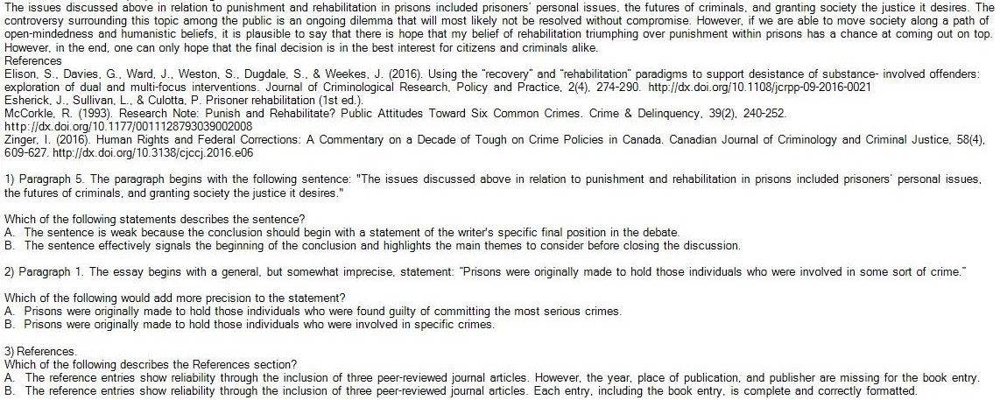 The issues discussed above in relation to punishment and rehabilitation in prisons included prisoners' personal issues, the futures of criminals, and granting society the justice it desires. The
controversy surrounding this topic among the public is an ongoing dilemma that will most likely not be resolved without compromise. However, if we are able to move society along a path of
open-mindedness and humanistic beliefs, it is plausible to say that there is hope that my belief of rehabilitation triumphing over punishment within prisons has a chance at coming out on top.
However, in the end, one can only hope that the final decision is in the best interest for citizens and criminals alike.
References
Elison, S., Davies, G., Ward, J., Weston, S., Dugdale, S., & Weekes, J. (2016). Using the "recovery" and "rehabilitation" paradigms to support desistance of substance- involved offenders:
exploration of dual and multi-focus interventions. Journal of Criminological Research, Policy and Practice, 2(4), 274-290. http://dx.doi.org/10.1108/jcrpp-09-2016-0021
Esherick, J., Sullivan, L., & Culotta, P. Prisoner rehabilitation (1st ed.).
McCorkle, R. (1993). Research Note: Punish and Rehabilitate? Public Attitudes Toward Six Common Crimes. Crime & Delinquency, 39(2), 240-252.
http://dx.doi.org/10.1177/0011128793039002008
Zinger, I. (2016). Human Rights and Federal Corrections: A Commentary on a Decade of Tough on Crime Policies in Canada. Canadian Journal of Criminology and Criminal Justice, 58(4),
609-627. http://dx.doi.org/10.3138/cjccj.2016.e06
1) Paragraph 5. The paragraph begins with the following sentence: "The issues discussed above in relation to punishment and rehabilitation in prisons included prisoners' personal issues,
the futures of criminals, and granting society the justice it desires."
Which of the following statements describes the sentence?
A. The sentence is weak because the conclusion should begin with a statement of the writer's specific final position in the debate.
B. The sentence effectively signals the beginning of the conclusion and highlights the main themes to consider before closing the discussion.
2) Paragraph 1. The essay begins with a general, but somewhat imprecise, statement: "Prisons were originally made to hold those individuals who were involved in some sort of crime."
Which of the following would add more precision to the statement?
A. Prisons were originally made to hold those individuals who were found guilty of committing the most serious crimes.
B. Prisons were originally made to hold those individuals who were involved in specific crimes.
3) References.
Which of the following describes the References section?
A. The reference entries show reliability through the inclusion of three peer-reviewed journal articles. However, the year, place of publication, and publisher are missing for the book entry.
B. The reference entries show reliability through the inclusion of three peer-reviewed journal articles. Each entry, including the book entry, is complete and correctly formatted.